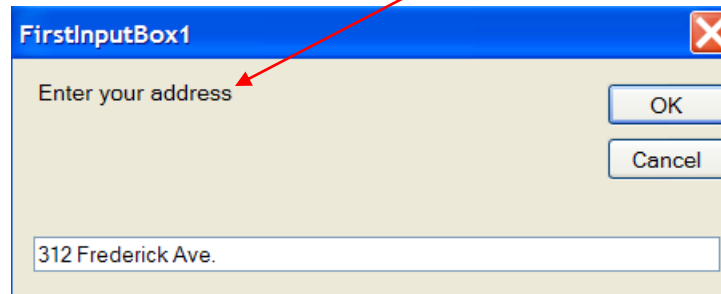 FirstInputBox1
Enter your address
OK
Cancel
312 Frederick Ave.